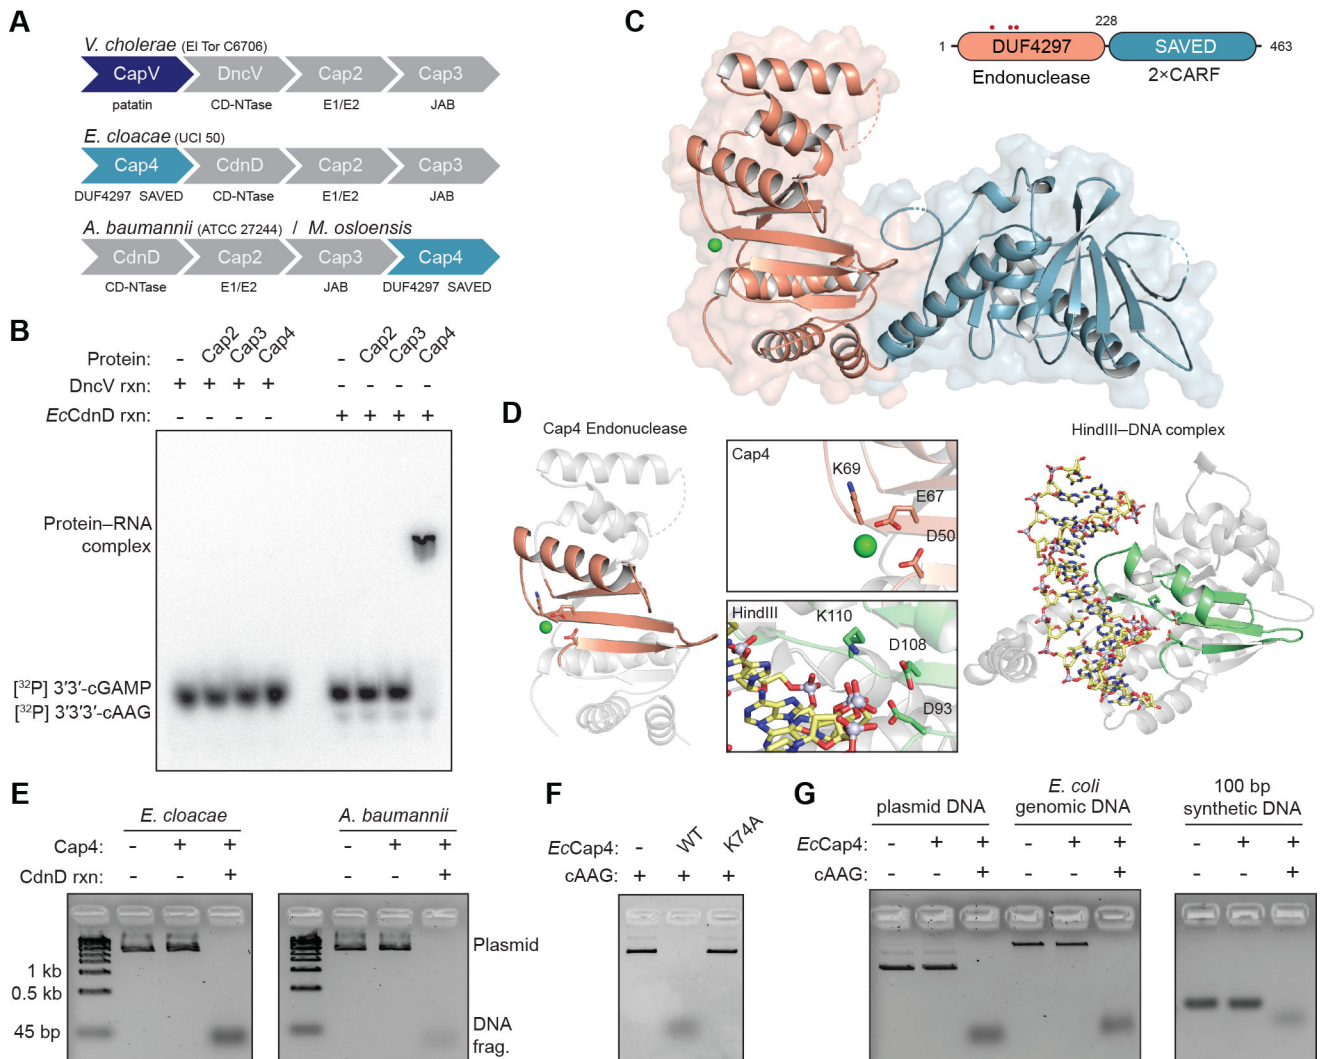 A
V. cholerae (El Tor C6706)
CapV DncV Cap2 Cap3
patatin CD-NTase E1/E2 JAB
E. cloacae (UCI 50)
Cap4 CdnD Cap2 Cap3
DUF4297 SAVED CD-NTase E1/E2 JAB
A. baumannii (ATCC 27244) / M. osloensis
CdnD Cap2 Cap3 Cap4
CD-NTase E1/E2 JAB DUF4297 SAVED
B
Protein: - Cap2 Cap3 Cap4 - Cap2 Cap3 Cap4
DncV rxn: + + + + - - - -
EcCdnD rxn: - - - - + + + +
Protein–RNA
complex
[32P] 3′3′-cGAMP
[32P] 3′3′3′-cAAG
C
228
1 DUF4297 SAVED 463
Endonuclease 2×CARF
D
Cap4 Endonuclease
Cap4
K69
E67
D50
HindIII
K110
D108
D93
HindIII–DNA complex
E
E. cloacae A. baumannii
Cap4: - + + - + +
CdnD rxn: - - + - - +
Plasmid
1 kb
0.5 kb
45 bp
DNA
frag.
F
EcCap4: - WT K74A
cAAG: + + +
G
plasmid DNA
E. coli
genomic DNA
100 bp
synthetic DNA
EcCap4: - + + - + + - + +
cAAG: - - + - - + - - +